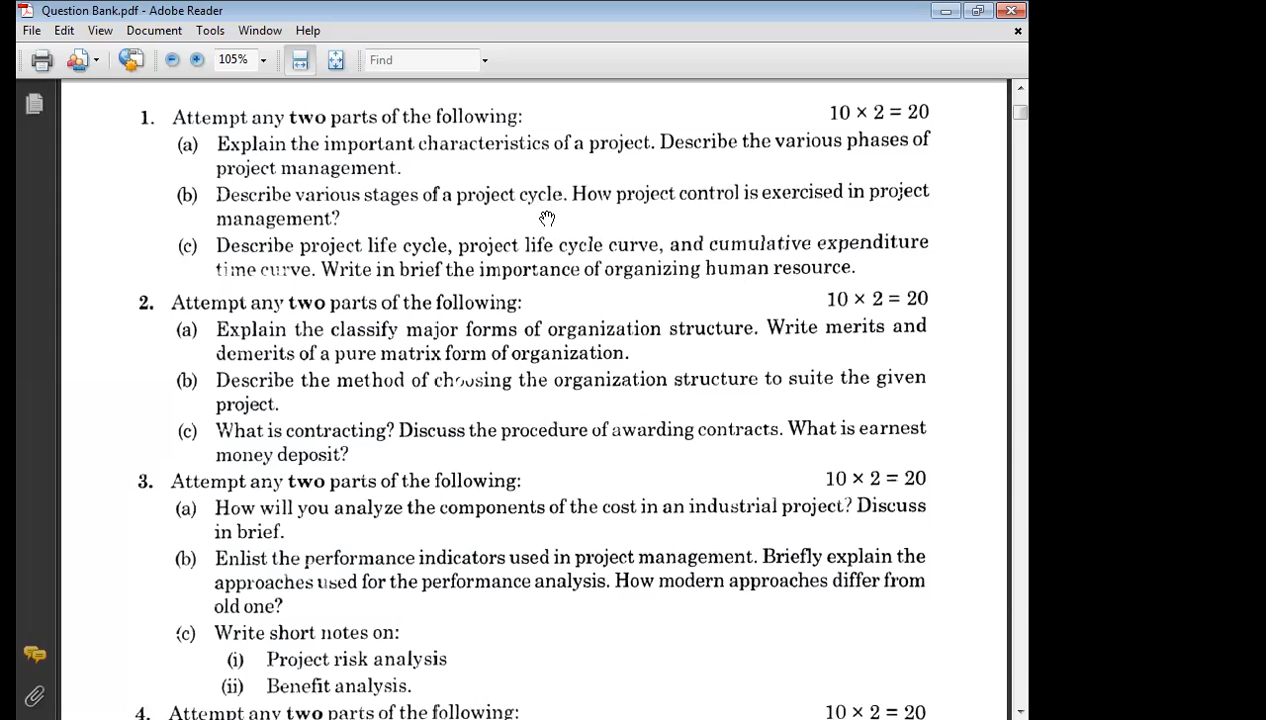 Question Bank.pdf - Adobe Reader
File Edit View Document Tools Window Help
105% Find
1. Attempt any two parts of the following: 10 × 2 = 20
(a) Explain the important characteristics of a project. Describe the various phases of
project management.
(b) Describe various stages of a project cycle. How project control is exercised in project
management?
(c) Describe project life cycle, project life cycle curve, and cumulative expenditure
time curve. Write in brief the importance of organizing human resource.
2. Attempt any two parts of the following: 10 × 2 = 20
(a) Explain the classify major forms of organization structure. Write merits and
demerits of a pure matrix form of organization.
(b) Describe the method of choosing the organization structure to suite the given
project.
(c) What is contracting? Discuss the procedure of awarding contracts. What is earnest
money deposit?
3. Attempt any two parts of the following: 10 × 2 = 20
(a) How will you analyze the components of the cost in an industrial project? Discuss
in brief.
(b) Enlist the performance indicators used in project management. Briefly explain the
approaches used for the performance analysis. How modern approaches differ from
old one?
(c) Write short notes on:
(i) Project risk analysis
(ii) Benefit analysis.
4. Attempt any two parts of the following: 10 × 2 = 20